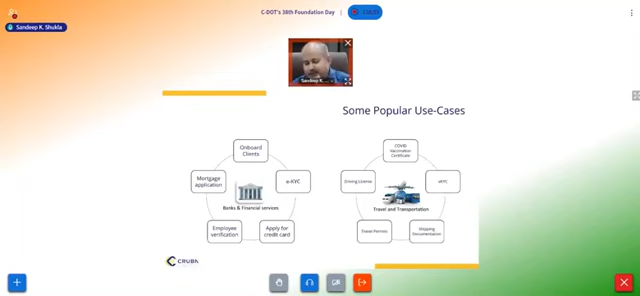 C-DOT's 38th Foundation Day
Sandeep K. Shukla
Sandeep K
Some Popular Use-Cases
Onboard
Clients
Mortgage
application
e-KYC
Banks & Financial services
Employee
verification
Apply for
credit card
COVID
Vaccination
Certificate
Driving License
eKYC
Travel and Transportation
Travel Permits
Shipping
Documentation
CRUBN